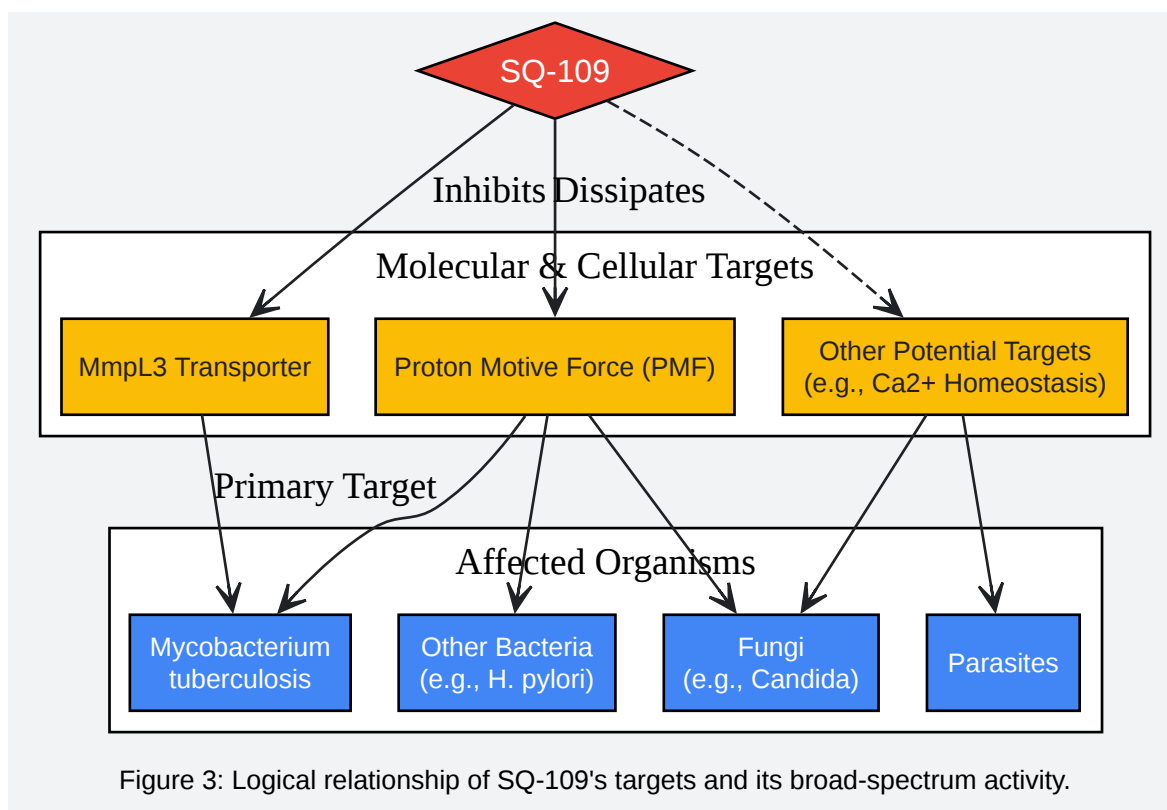 SQ-109
Inhibits Dissipates
Molecular & Cellular Targets
MmpL3 Transporter
Proton Motive Force (PMF)
Other Potential Targets
(e.g., Ca2+ Homeostasis)
Primary Target
Affected Organisms
Mycobacterium
tuberculosis
Other Bacteria
(e.g., H. pylori)
Fungi
(e.g., Candida)
Parasites
Figure 3: Logical relationship of SQ-109's targets and its broad-spectrum activity.